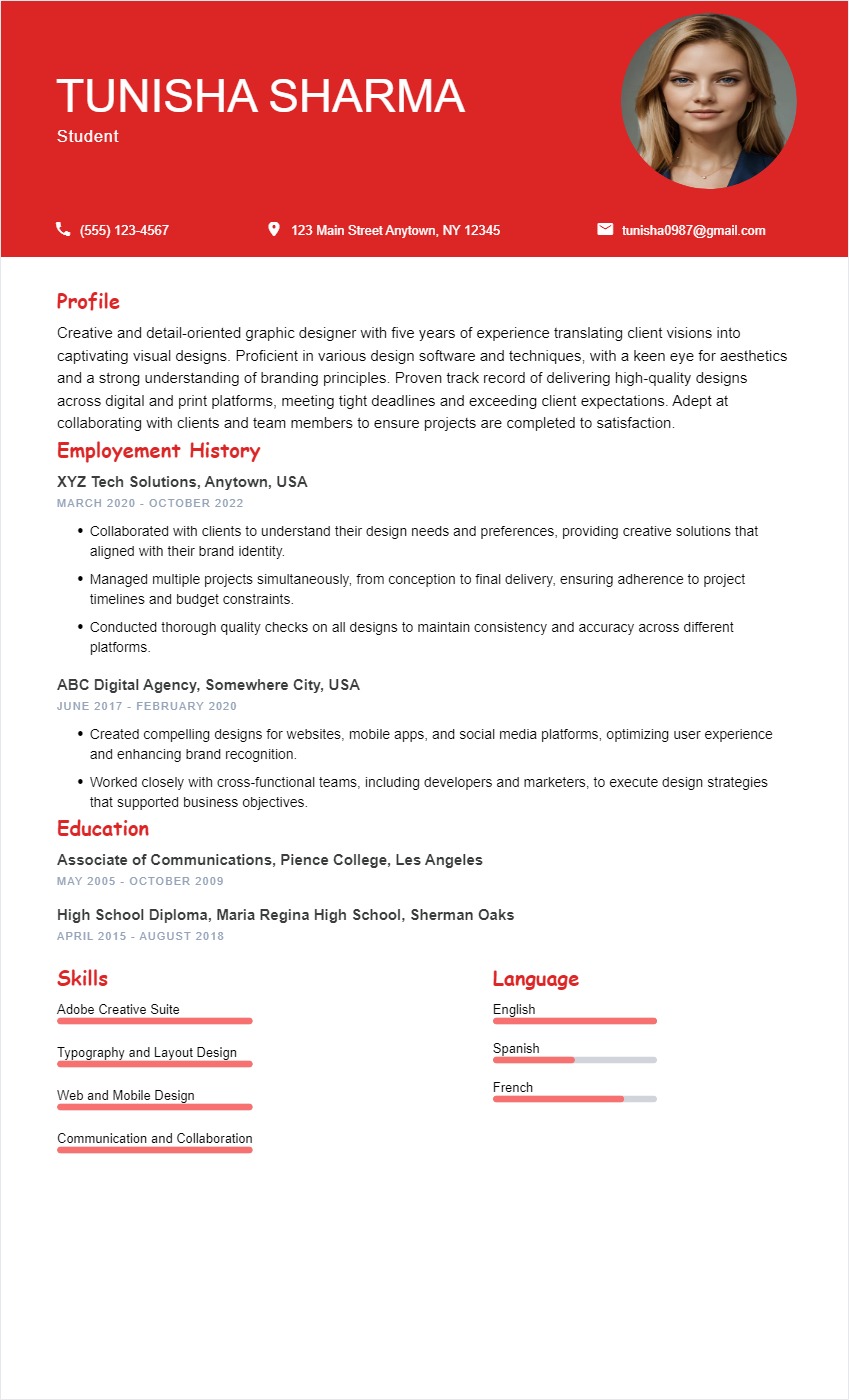 TUNISHA SHARMA
Student
(555) 123-4567
123 Main Street Anytown, NY 12345
tunisha0987@gmail.com
Profile
Creative and detail-oriented graphic designer with five years of experience translating client visions into
captivating visual designs. Proficient in various design software and techniques, with a keen eye for aesthetics
and a strong understanding of branding principles. Proven track record of delivering high-quality designs
across digital and print platforms, meeting tight deadlines and exceeding client expectations. Adept at
collaborating with clients and team members to ensure projects are completed to satisfaction.
Employement History
XYZ Tech Solutions, Anytown, USA
MARCH 2020 - OCTOBER 2022
• Collaborated with clients to understand their design needs and preferences, providing creative solutions that
aligned with their brand identity.
• Managed multiple projects simultaneously, from conception to final delivery, ensuring adherence to project
timelines and budget constraints.
• Conducted thorough quality checks on all designs to maintain consistency and accuracy across different
platforms.
ABC Digital Agency, Somewhere City, USA
JUNE 2017 - FEBRUARY 2020
• Created compelling designs for websites, mobile apps, and social media platforms, optimizing user experience
and enhancing brand recognition.
• Worked closely with cross-functional teams, including developers and marketers, to execute design strategies
that supported business objectives.
Education
Associate of Communications, Pience College, Les Angeles
MAY 2005 - OCTOBER 2009
High School Diploma, Maria Regina High School, Sherman Oaks
APRIL 2015 - AUGUST 2018
Skills
Adobe Creative Suite
Typography and Layout Design
Web and Mobile Design
Communication and Collaboration
Language
English
Spanish
French